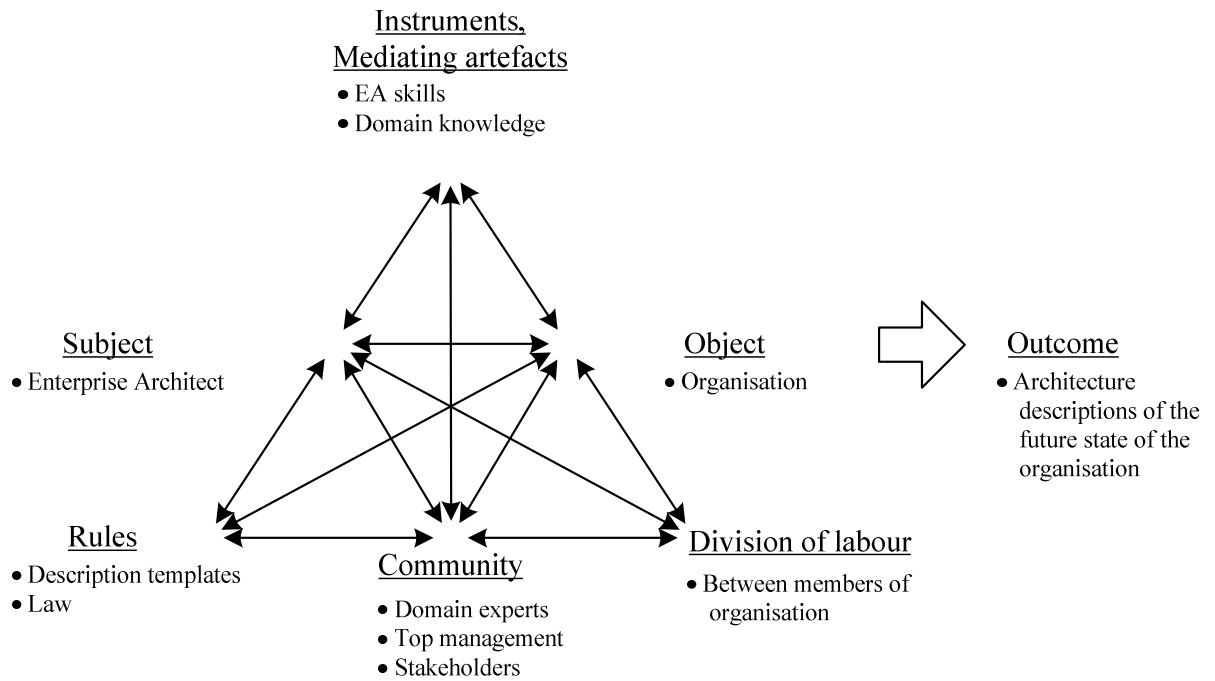 Instruments,
Mediating artefacts
• EA skills
• Domain knowledge
Subject
• Enterprise Architect
Object
• Organisation
Outcome
• Architecture
descriptions of the
future state of the
organisation
Rules
• Description templates
• Law
Community
• Domain experts
• Top management
• Stakeholders
Division of labour
• Between members of
organisation